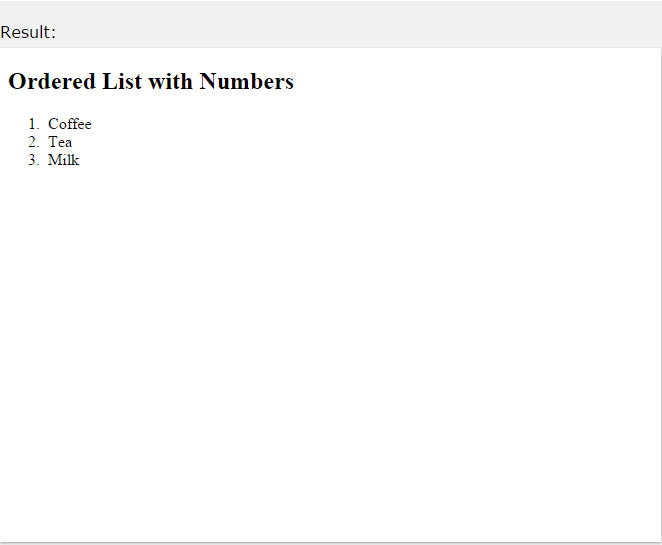 Result:
Ordered List with Numbers
1. Coffee
2. Tea
3. Milk